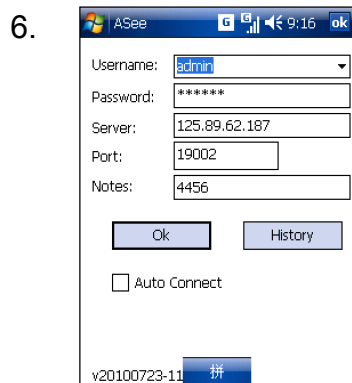 6.
ASee G G 9:16 ok
Username: admin
Password: ******
Server: 125.89.62.187
Port: 19002
Notes: 4456
Ok History
Auto Connect
v20100723-11 拼